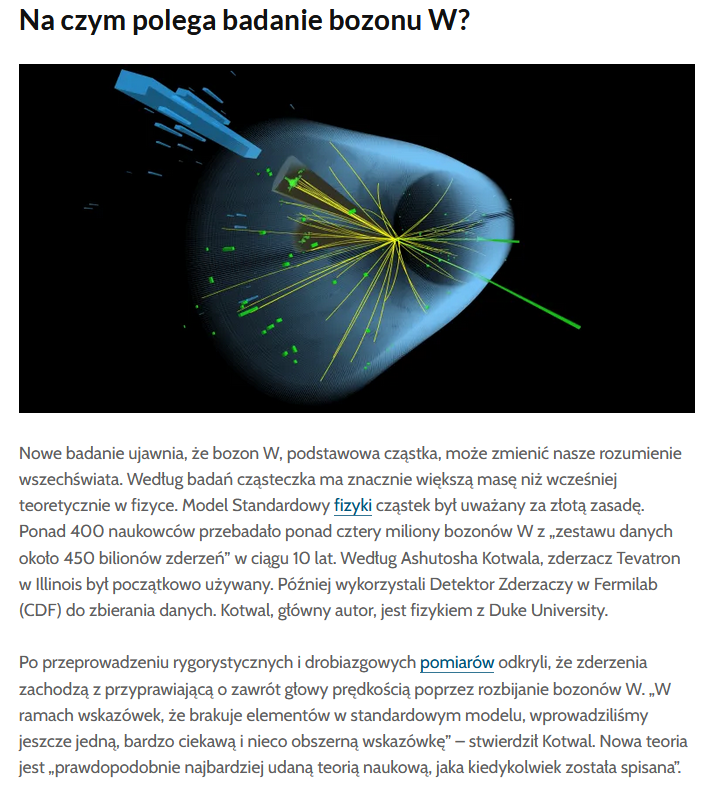 Na czym polega badanie bozonu W?
Nowe badanie ujawnia, że bozon W, podstawowa cząstka, może zmienić nasze rozumienie
wszechświata. Według badań cząsteczka ma znacznie większą masę niż wcześniej
teoretycznie w fizyce. Model Standardowy fizyki cząstek był uważany za złotą zasadę.
Ponad 400 naukowców przebadało ponad cztery miliony bozonów W z „zestawu danych
około 450 bilionów zderzeń” w ciągu 10 lat. Według Ashutosha Kotwala, zderzacz Tevatron
w Illinois był początkowo używany. Później wykorzystali Detektor Zderzaczy w Fermilab
(CDF) do zbierania danych. Kotwal, główny autor, jest fizykiem z Duke University.
Po przeprowadzeniu rygorystycznych i drobiazgowych pomiarów odkryli, że zderzenia
zachodzą z przyprawiającą o zawrót głowy prędkością poprzez rozbijanie bozonów W. „W
ramach wskazówek, że brakuje elementów w standardowym modelu, wprowadziliśmy
jeszcze jedną, bardzo ciekawą i nieco obszerną wskazówkę” – stwierdził Kotwal. Nowa teoria
jest „prawdopodobnie najbardziej udaną teorią naukową, jaka kiedykolwiek została spisana”.